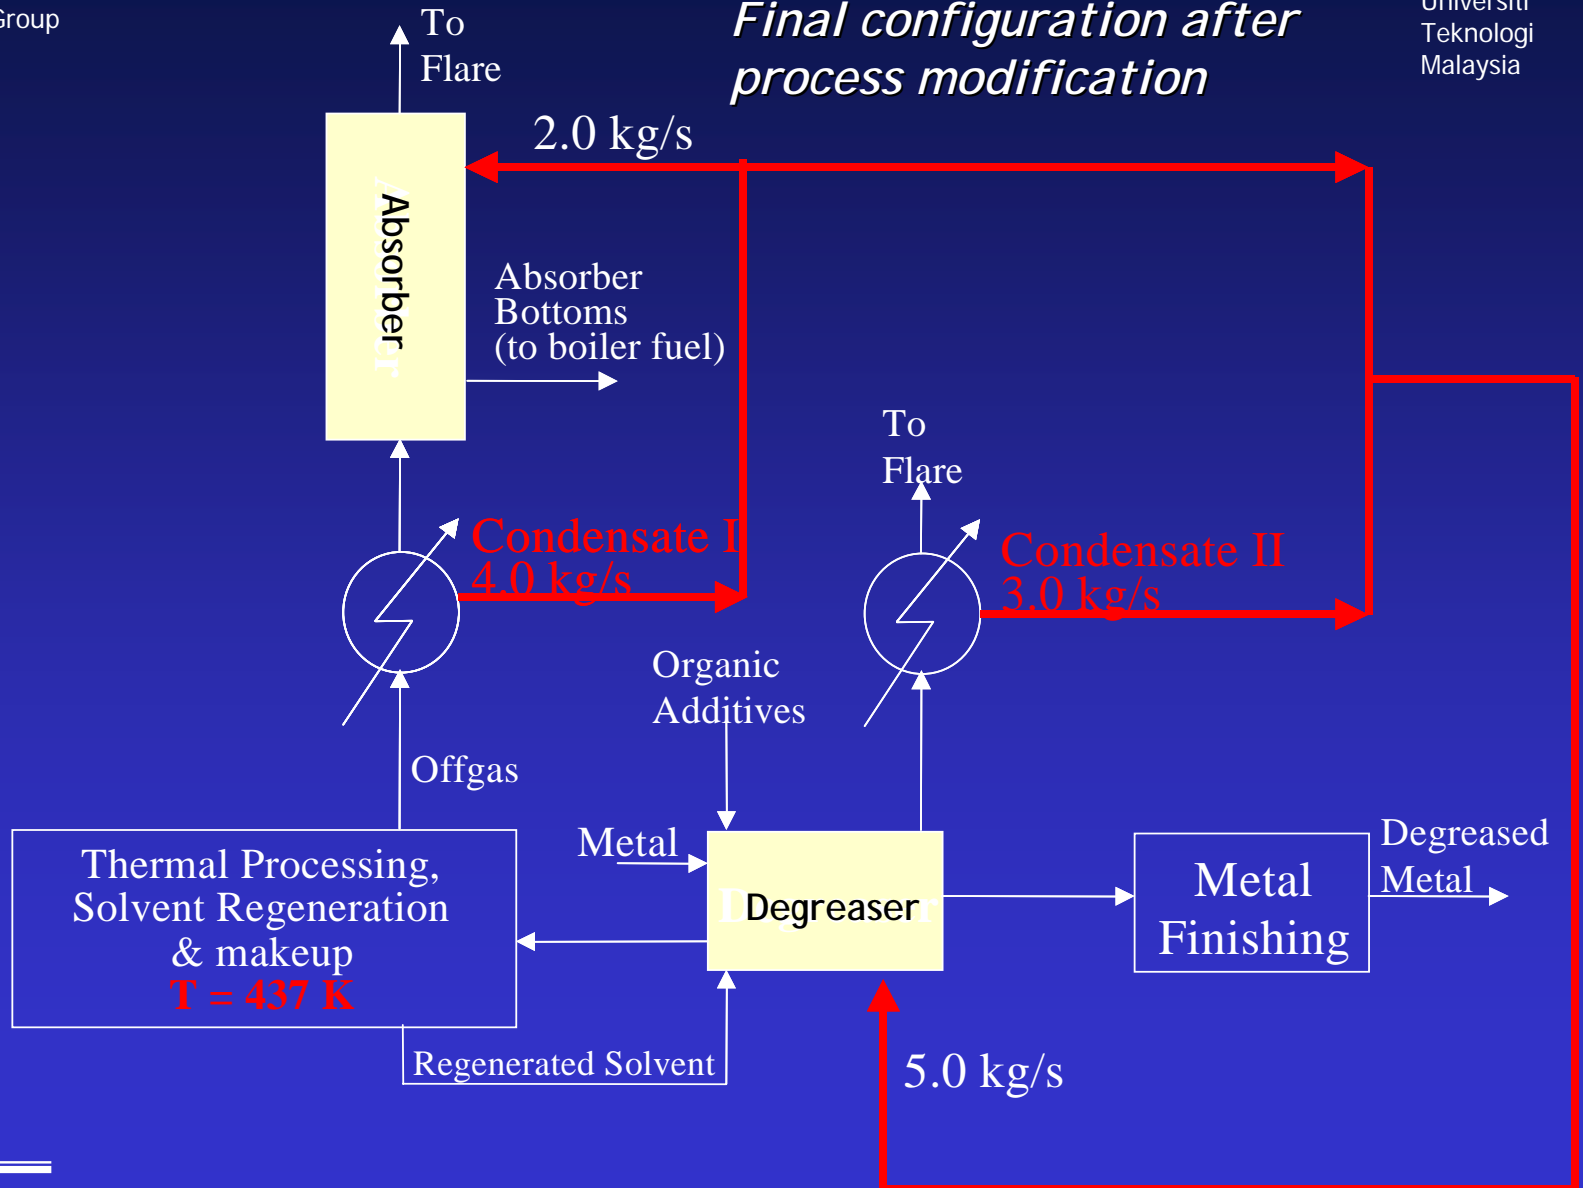 Group
Final configuration after
process modification
Universiti
Teknologi
Malaysia
To
Flare
2.0 kg/s
Absorber
Absorber
Bottoms
(to boiler fuel)
To
Flare
Condensate I
4.0 kg/s
Condensate II
3.0 kg/s
Organic
Additives
Offgas
Metal
Thermal Processing,
Solvent Regeneration
& makeup
T = 437 K
Degreaser
Metal
Finishing
Degreased
Metal
Regenerated Solvent
5.0 kg/s